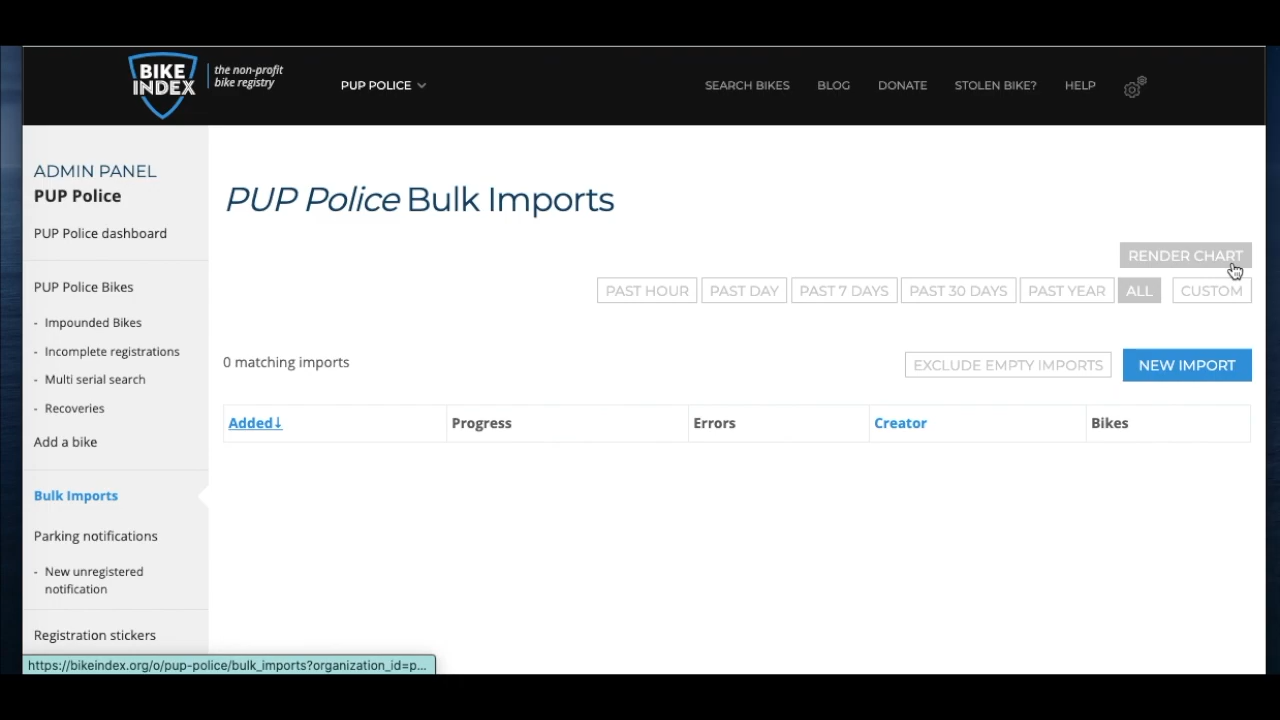 BIKE INDEX
the non-profit
bike registry
PUP POLICE
SEARCH BIKES
BLOG
DONATE
STOLEN BIKE?
HELP
ADMIN PANEL
PUP Police
PUP Police dashboard
PUP Police Bikes
- Impounded Bikes
- Incomplete registrations
- Multi serial search
- Recoveries
Add a bike
Bulk Imports
Parking notifications
- New unregistered
notification
Registration stickers
PUP Police Bulk Imports
RENDER CHART
PAST HOUR
PAST DAY
PAST 7 DAYS
PAST 30 DAYS
PAST YEAR
ALL
CUSTOM
0 matching imports
EXCLUDE EMPTY IMPORTS
NEW IMPORT
Added↓
Progress
Errors
Creator
Bikes
https://bikeindex.org/o/pup-police/bulk_imports?organization_id=p...